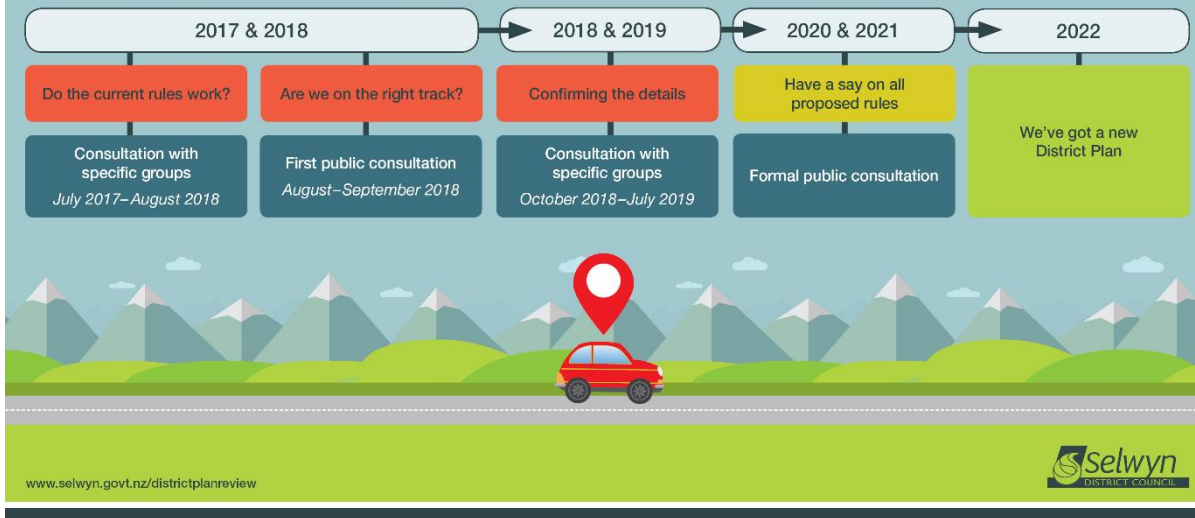 2017 & 2018
2018 & 2019
2020 & 2021
2022
Do the current rules work?
Are we on the right track?
Confirming the details
Have a say on all
proposed rules
We've got a new
District Plan
Consultation with
specific groups
July 2017–August 2018
First public consultation
August–September 2018
Consultation with
specific groups
October 2018–July 2019
Formal public consultation
www.selwyn.govt.nz/districtplanreview
Selwyn
DISTRICT COUNCIL